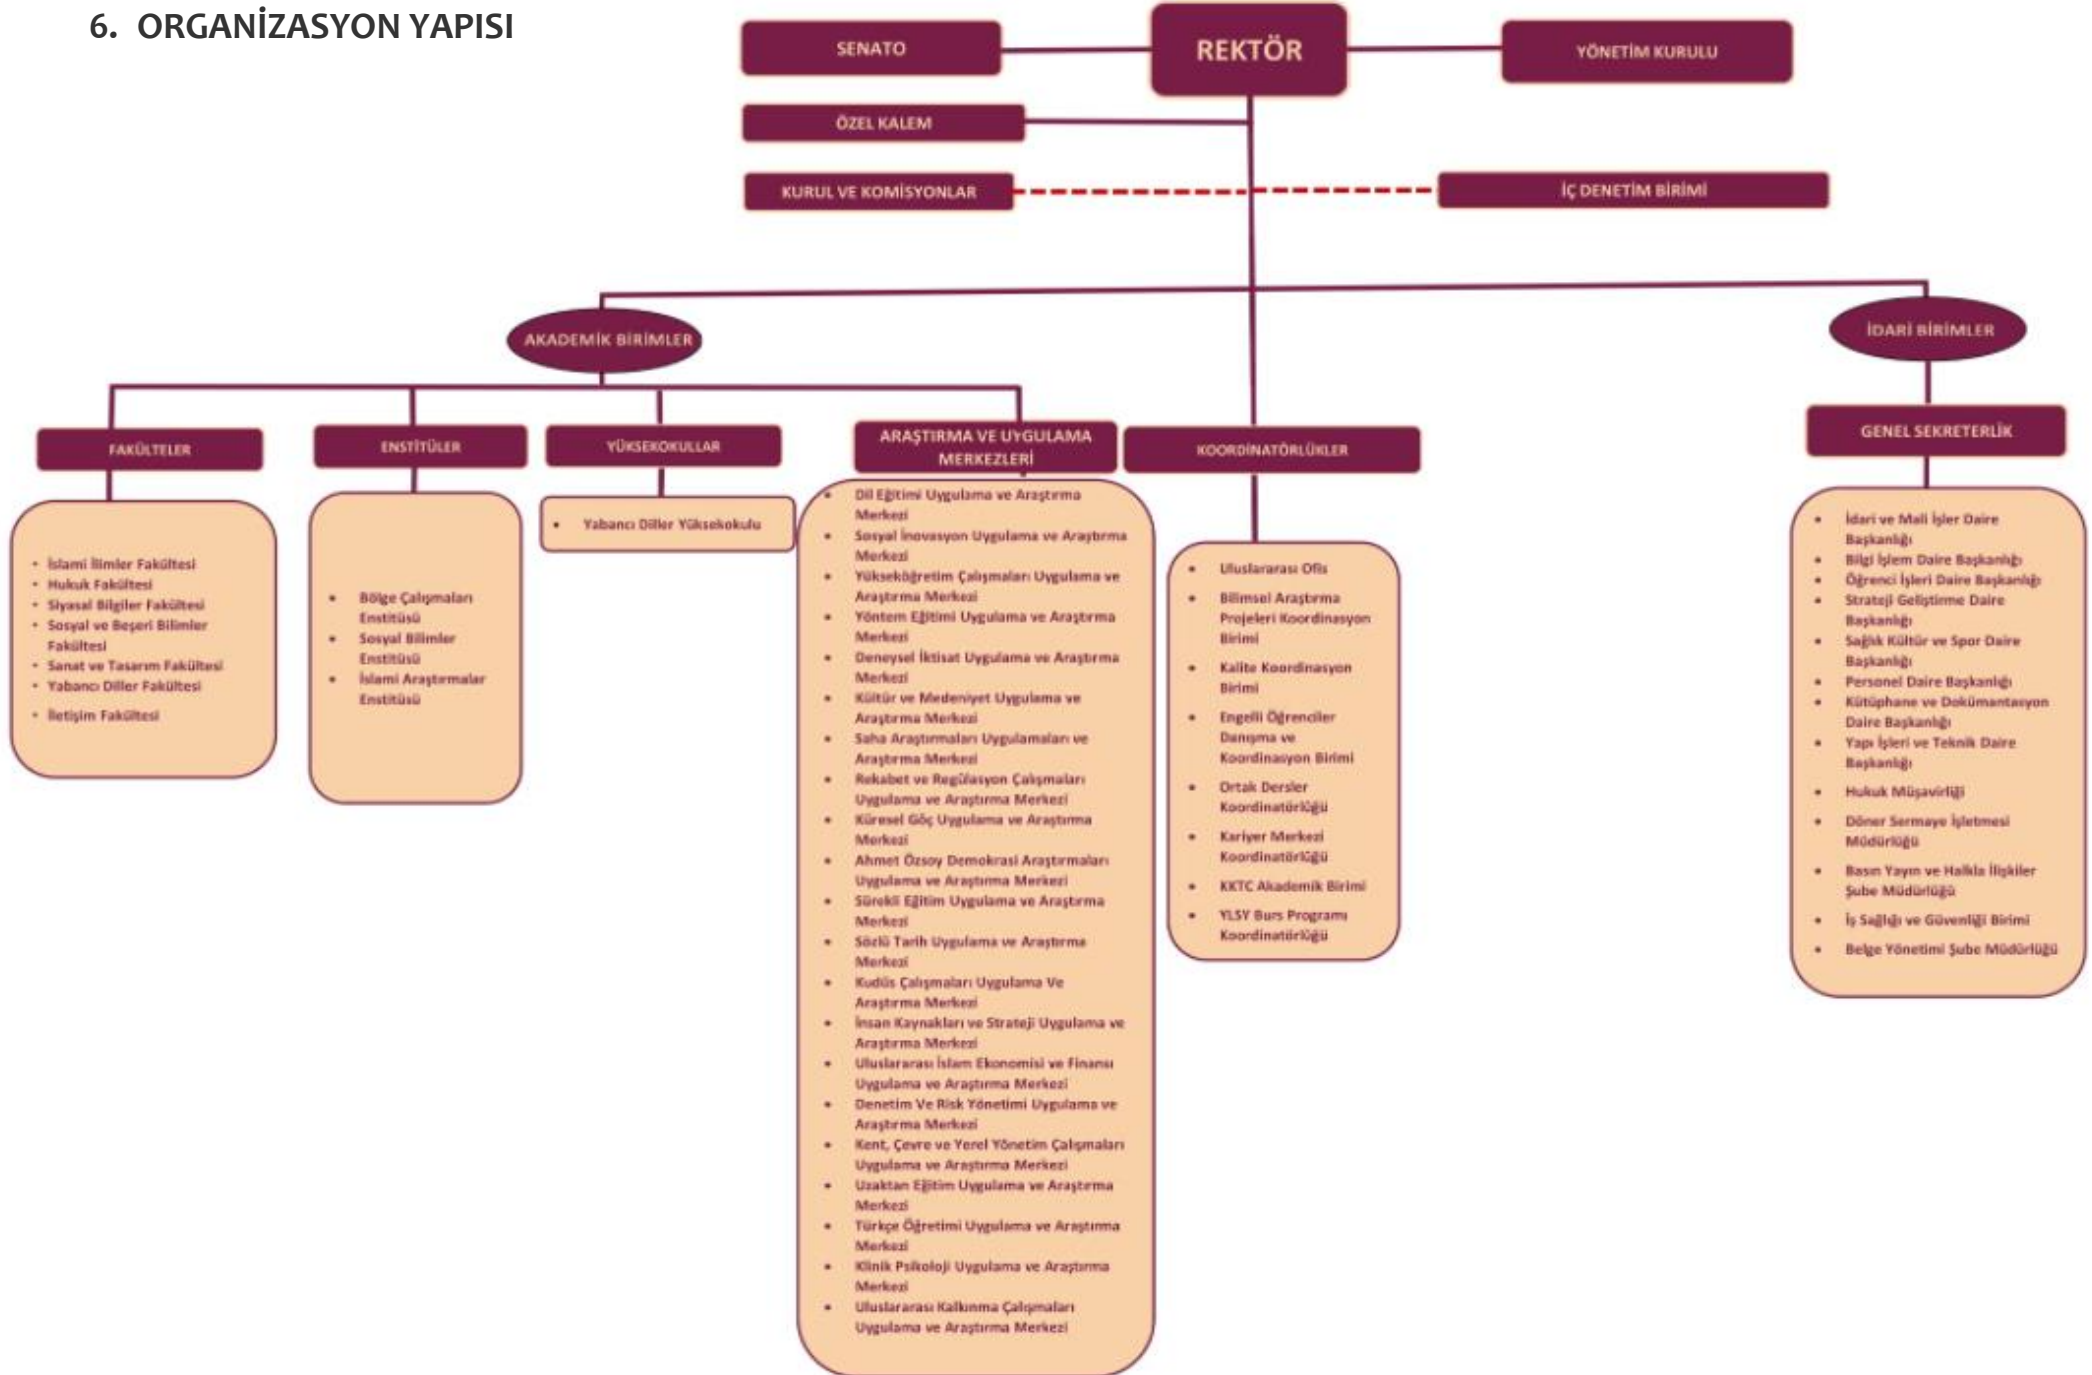 6. ORGANİZASYON YAPISI
SENATO
REKTÖR
YÖNETİM KURULU
ÖZEL KALEM
KURUL VE KOMİSYONLAR
İÇ DENETİM BİRİMİ
AKADEMİK BİRİMLER
İDARİ BİRİMLER
FAKÜLTELER
• İslami İlimler Fakültesi
• Hukuk Fakültesi
• Siyasal Bilgiler Fakültesi
• Sosyal ve Beşeri Bilimler
Fakültesi
• Sanat ve Tasarım Fakültesi
• Yabancı Diller Fakültesi
• İletişim Fakültesi
ENSTİTÜLER
• Bölge Çalışmaları
Enstitüsü
• Sosyal Bilimler
Enstitüsü
• İslami Araştırmalar
Enstitüsü
YÜKSEKOKULLAR
• Yabancı Diller Yüksekokulu
ARAŞTIRMA VE UYGULAMA
MERKEZLERİ
• Dil Eğitimi Uygulama ve Araştırma
Merkezi
• Sosyal İnovasyon Uygulama ve Araştırma
Merkezi
• Yükseköğretim Çalışmaları Uygulama ve
Araştırma Merkezi
• Yöntem Eğitimi Uygulama ve Araştırma
Merkezi
• Deneysel İktisat Uygulama ve Araştırma
Merkezi
• Kültür ve Medeniyet Uygulama ve
Araştırma Merkezi
• Saha Araştırmaları Uygulamaları ve
Araştırma Merkezi
• Rekabet ve Regülasyon Çalışmaları
Uygulama ve Araştırma Merkezi
• Küresel Göç Uygulama ve Araştırma
Merkezi
• Ahmet Özsoy Demokrasi Araştırmaları
Uygulama ve Araştırma Merkezi
• Sürekli Eğitim Uygulama ve Araştırma
Merkezi
• Sözlü Tarih Uygulama ve Araştırma
Merkezi
• Kudüs Çalışmaları Uygulama Ve
Araştırma Merkezi
• İnsan Kaynakları ve Strateji Uygulama ve
Araştırma Merkezi
• Uluslararası İslam Ekonomisi ve Finansı
Uygulama ve Araştırma Merkezi
• Denetim Ve Risk Yönetimi Uygulama ve
Araştırma Merkezi
• Kent, Çevre ve Yerel Yönetim Çalışmaları
Uygulama ve Araştırma Merkezi
• Uzaktan Eğitim Uygulama ve Araştırma
Merkezi
• Türkçe Öğretimi Uygulama ve Araştırma
Merkezi
• Klinik Psikoloji Uygulama ve Araştırma
Merkezi
• Uluslararası Kalkınma Çalışmaları
Uygulama ve Araştırma Merkezi
KOORDİNATÖRLÜKLER
• Uluslararası Ofis
• Bilimsel Araştırma
Projeleri Koordinasyon
Birimi
• Kalite Koordinasyon
Birimi
• Engelli Öğrenciler
Danışma ve
Koordinasyon Birimi
• Ortak Dersler
Koordinatörlüğü
• Kariyer Merkezi
Koordinatörlüğü
• KKTC Akademik Birimi
• YLSY Burs Programı
Koordinatörlüğü
GENEL SEKRETERLİK
• İdari ve Mali İşler Daire
Başkanlığı
• Bilgi İşlem Daire Başkanlığı
• Öğrenci İşleri Daire Başkanlığı
• Strateji Geliştirme Daire
Başkanlığı
• Sağlık Kültür ve Spor Daire
Başkanlığı
• Personel Daire Başkanlığı
• Kütüphane ve Dokümantasyon
Daire Başkanlığı
• Yapı İşleri ve Teknik Daire
Başkanlığı
• Hukuk Müşavirliği
• Döner Sermaye İşletmesi
Müdürlüğü
• Basın Yayın ve Halkla İlişkiler
Şube Müdürlüğü
• İş Sağlığı ve Güvenliği Birimi
• Belge Yönetimi Şube Müdürlüğü